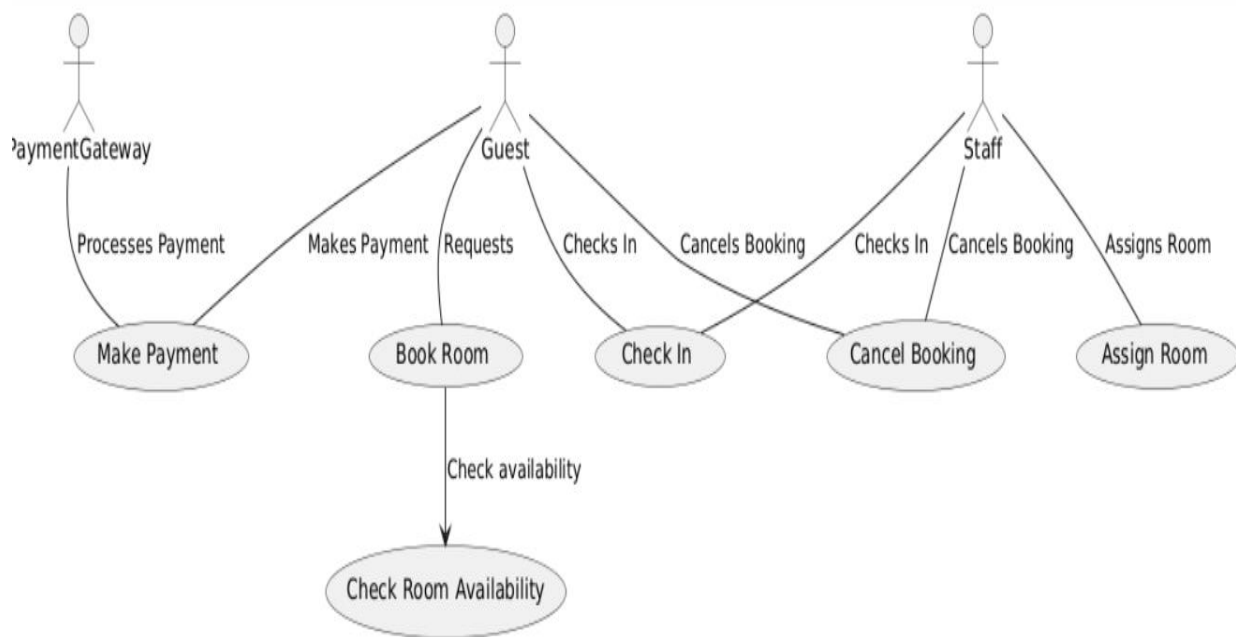 PaymentGateway
Guest
Staff
Processes Payment
Makes Payment
Requests
Checks In
Cancels Booking
Checks In
Cancels Booking
Assigns Room
Make Payment
Book Room
Check In
Cancel Booking
Assign Room
Check availability
Check Room Availability